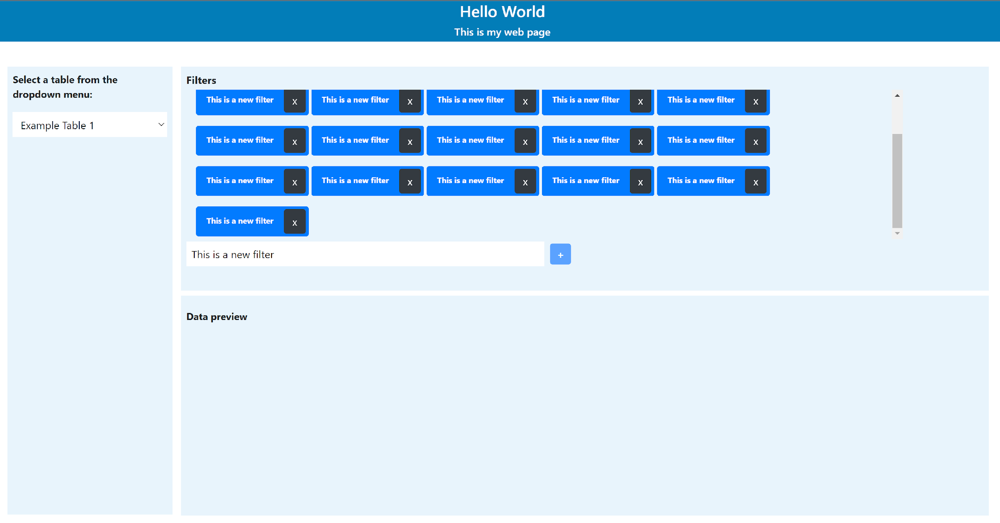 Hello World
This is my web page
Select a table from the
dropdown menu:
Example Table 1
Filters
This is a new filter x This is a new filter x This is a new filter x This is a new filter x This is a new filter x
This is a new filter x This is a new filter x This is a new filter x This is a new filter x This is a new filter x
This is a new filter x This is a new filter x This is a new filter x This is a new filter x This is a new filter x
This is a new filter x
This is a new filter +
Data preview